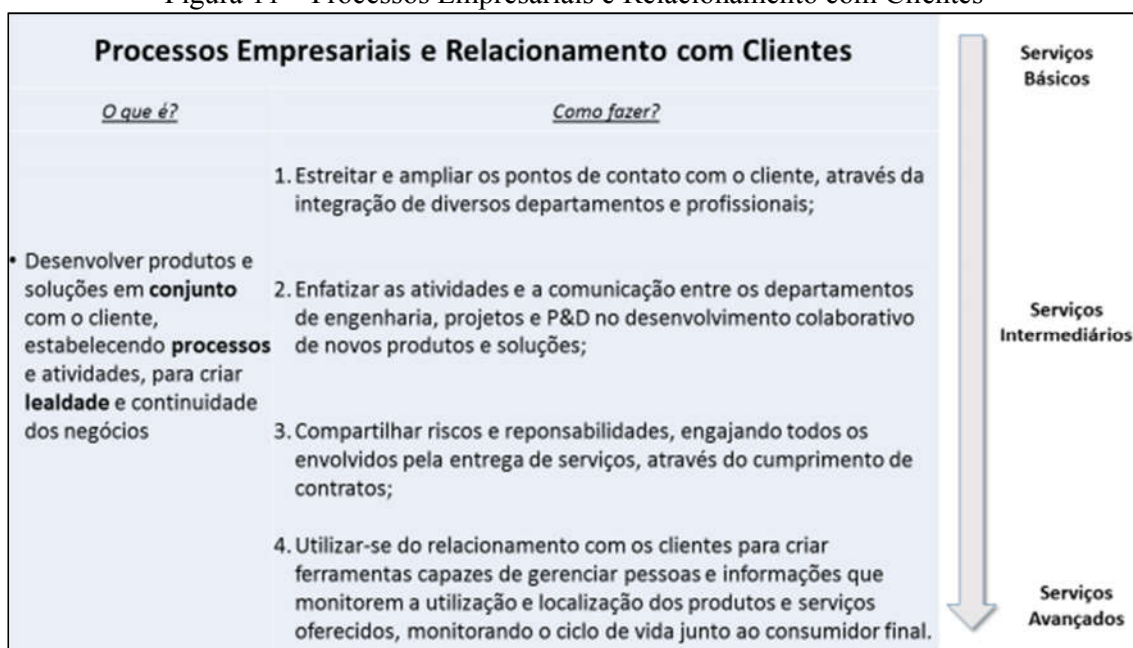 Figura 11 – Processos Empresariais e Relacionamento com Clientes
Processos Empresariais e Relacionamento com Clientes
O que é?
Como fazer?
• Desenvolver produtos e
soluções em conjunto
com o cliente,
estabelecendo processos
e atividades, para criar
lealdade e continuidade
dos negócios
1. Estreitar e ampliar os pontos de contato com o cliente, através da
integração de diversos departamentos e profissionais;
2. Enfatizar as atividades e a comunicação entre os departamentos
de engenharia, projetos e P&D no desenvolvimento colaborativo
de novos produtos e soluções;
3. Compartilhar riscos e reponsabilidades, engajando todos os
envolvidos pela entrega de serviços, através do cumprimento de
contratos;
4. Utilizar-se do relacionamento com os clientes para criar
ferramentas capazes de gerenciar pessoas e informações que
monitorem a utilização e localização dos produtos e serviços
oferecidos, monitorando o ciclo de vida junto ao consumidor final.
Serviços
Básicos
Serviços
Intermediários
Serviços
Avançados